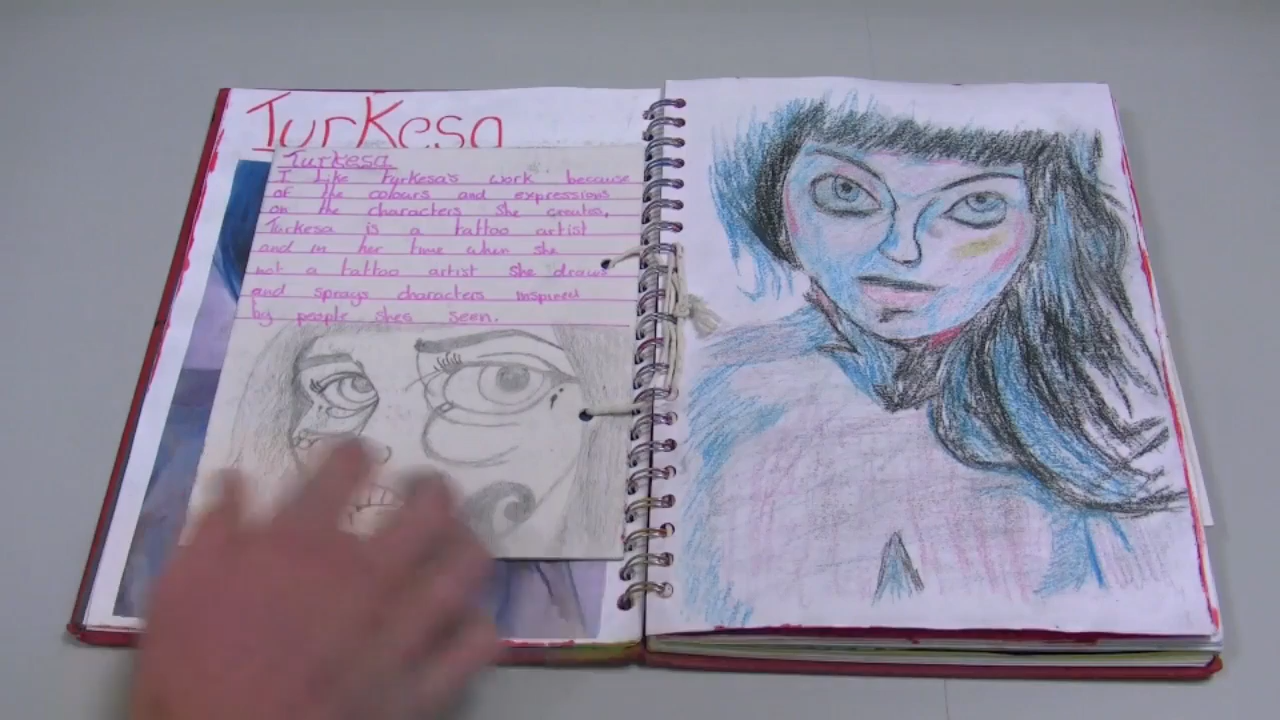 Turkesa
Turkesa
I like Turkesa's work because
of the colours and expressions
on the characters she creates,
Turkesa is a tattoo artist
and in her time when she
not a tattoo artist she draws
and sprays characters inspired
by people shes seen.